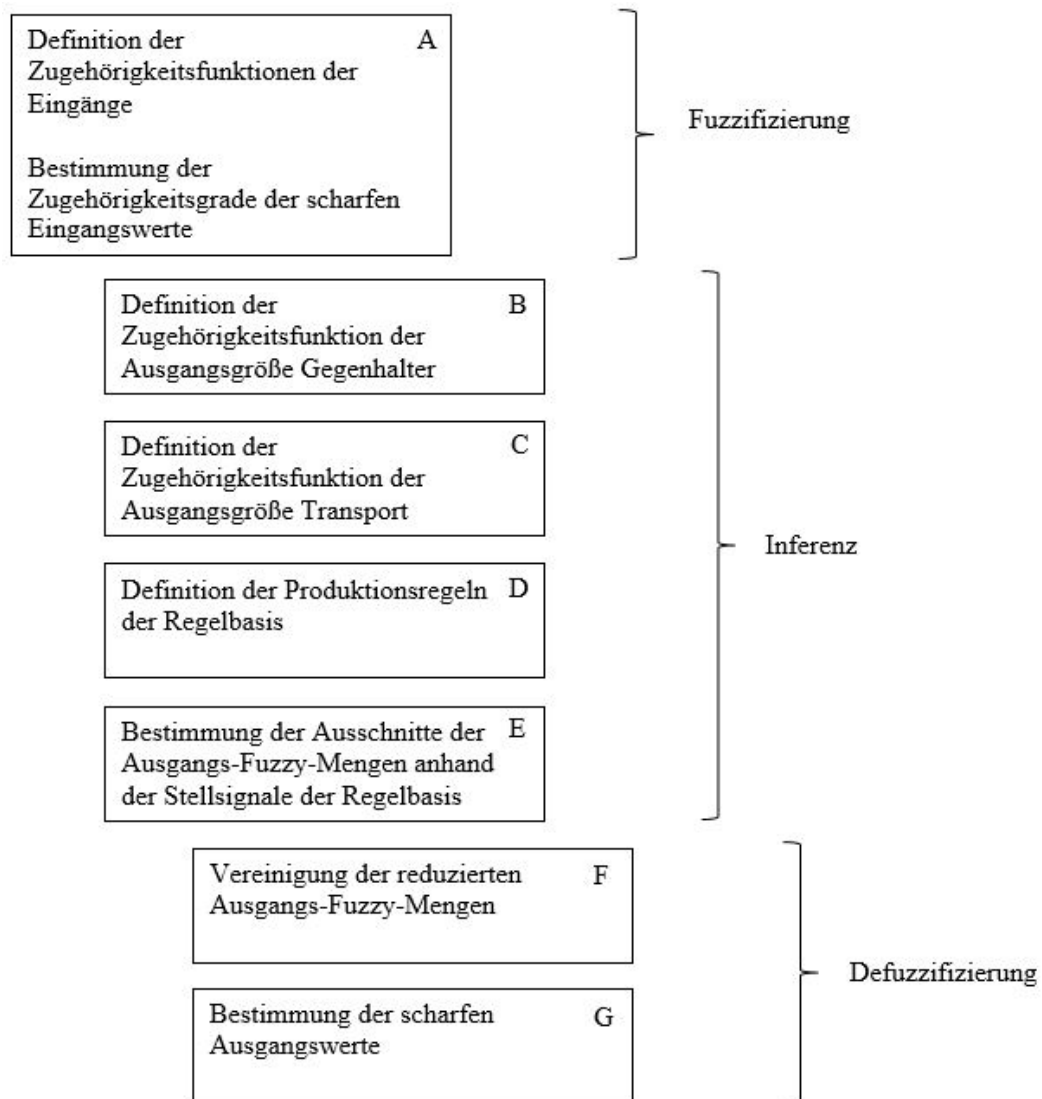 Definition der A
Zugehörigkeitsfunktionen der
Eingänge
Bestimmung der
Zugehörigkeitsgrade der scharfen
Eingangswerte
Fuzzifizierung
Definition der B
Zugehörigkeitsfunktion der
Ausgangsgröße Gegenhalter
Definition der C
Zugehörigkeitsfunktion der
Ausgangsgröße Transport
Definition der Produktionsregeln D
der Regelbasis
Bestimmung der Ausschnitte der E
Ausgangs-Fuzzy-Mengen anhand
der Stellsignale der Regelbasis
Inferenz
Vereinigung der reduzierten F
Ausgangs-Fuzzy-Mengen
Bestimmung der scharfen G
Ausgangswerte
Defuzzifizierung